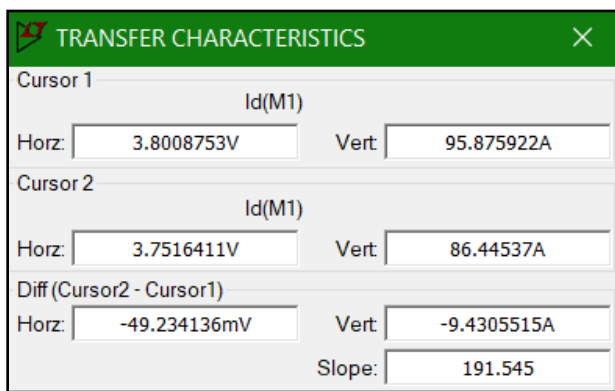 TRANSFER CHARACTERISTICS
Cursor 1
Id(M1)
Horz: 3.8008753V Vert: 95.875922A
Cursor 2
Id(M1)
Horz: 3.7516411V Vert: 86.44537A
Diff (Cursor2 - Cursor1)
Horz: -49.234136mV Vert: -9.4305515A
Slope: 191.545